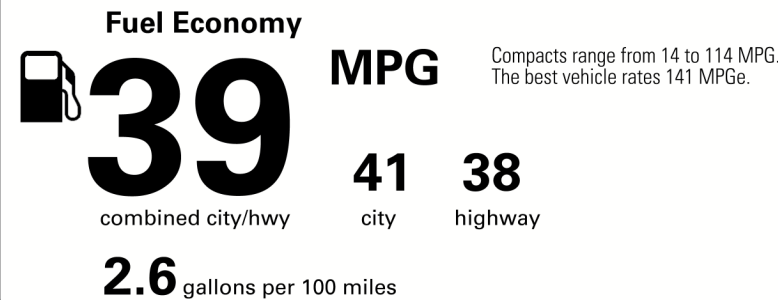 Fuel Economy
39 MPG
Compacts range from 14 to 114 MPG.
The best vehicle rates 141 MPGe.
41 38
combined city/hwy city highway
2.6 gallons per 100 miles